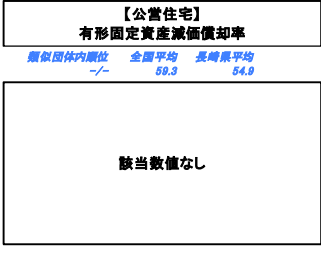 【公営住宅】
有形固定資産減価償却率
類似団体内順位 全国平均 長崎県平均
-/- 59.3 54.9
該当数値なし